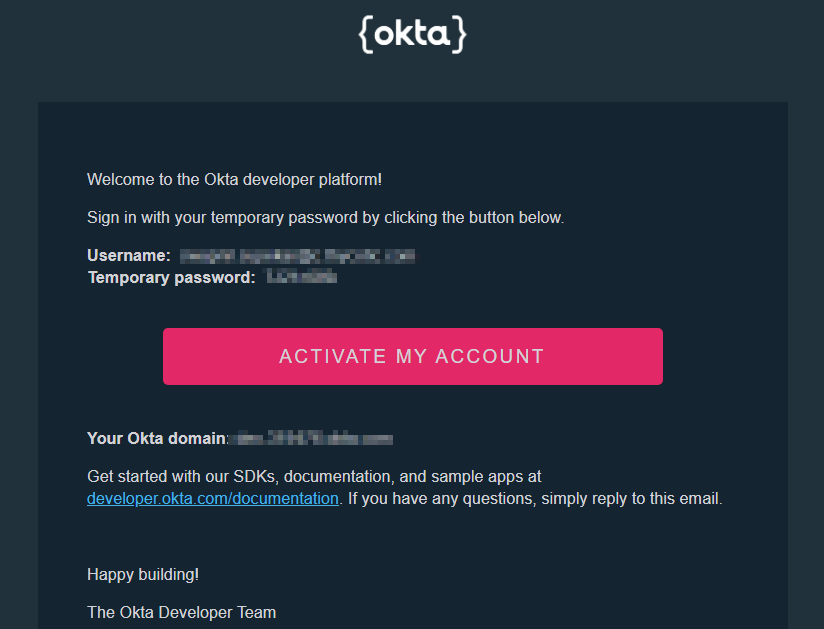 {okta}
Welcome to the Okta developer platform!
Sign in with your temporary password by clicking the button below.
Username:
Temporary password:
ACTIVATE MY ACCOUNT
Your Okta domain:
Get started with our SDKs, documentation, and sample apps at
developer.okta.com/documentation. If you have any questions, simply reply to this email.
Happy building!
The Okta Developer Team